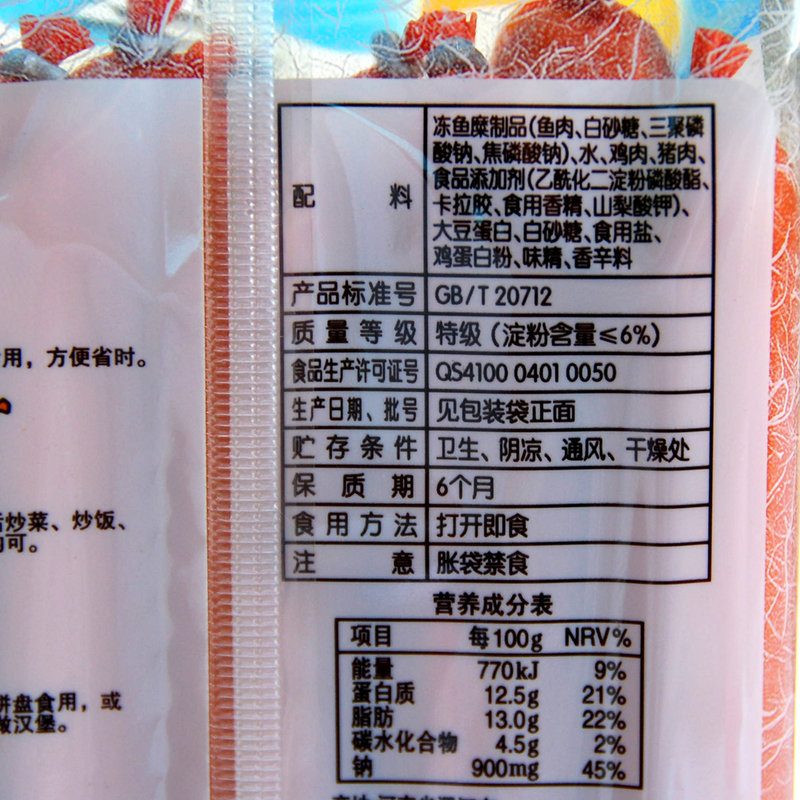 用，方便省时。
炒菜、炒饭、
可。
拼盘食用，或
做汉堡。
配 料
冻鱼糜制品(鱼肉、白砂糖、三聚磷
酸钠、焦磷酸钠)、水、鸡肉、猪肉、
食品添加剂(乙酰化二淀粉磷酸酯、
卡拉胶、食用香精、山梨酸钾)、
大豆蛋白、白砂糖、食用盐、
鸡蛋白粉、味精、香辛料
产品标准号 GB/T 20712
质量等级 特级（淀粉含量≤6%）
食品生产许可证号 QS4100 0401 0050
生产日期、批号 见包装袋正面
贮存条件 卫生、阴凉、通风、干燥处
保质期 6个月
食用方法 打开即食
注意 胀袋禁食
营养成分表
项目 每100g NRV%
能量 770kJ 9%
蛋白质 12.5g 21%
脂肪 13.0g 22%
碳水化合物 4.5g 2%
钠 900mg 45%